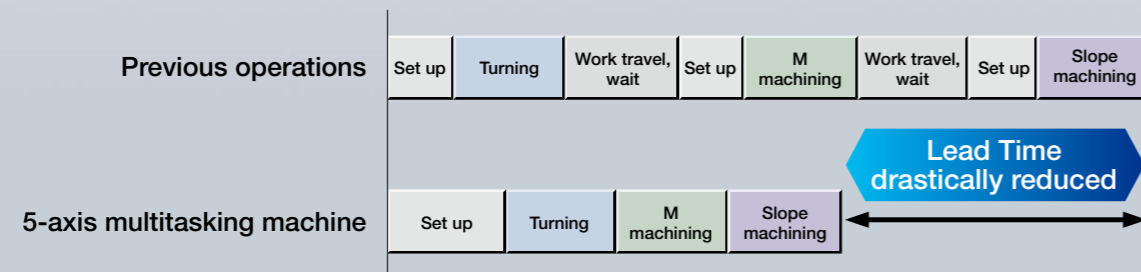 Previous operations
Set up
Turning
Work travel,
wait
Set up
M
machining
Work travel,
wait
Set up
Slope
machining
Lead Time
drastically reduced
5-axis multitasking machine
Set up
Turning
M
machining
Slope
machining